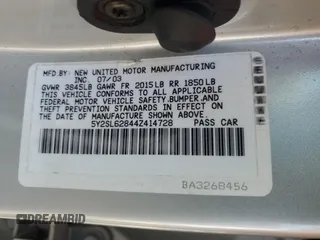 MFD. BY: NEW UNITED MOTOR MANUFACTURING
INC. 07/03
GVWR 3845LB GAWR FR 2015LB RR 1850LB
THIS VEHICLE CONFORMS TO ALL APPLICABLE
FEDERAL MOTOR VEHICLE SAFETY,BUMPER,AND
THEFT PREVENTION STANDARDS IN EFFECT ON
THE DATE OF MANUFACTURE SHOWN ABOVE.
5Y2SL62844Z414728 PASS CAR
BA3268456
DREAMBID